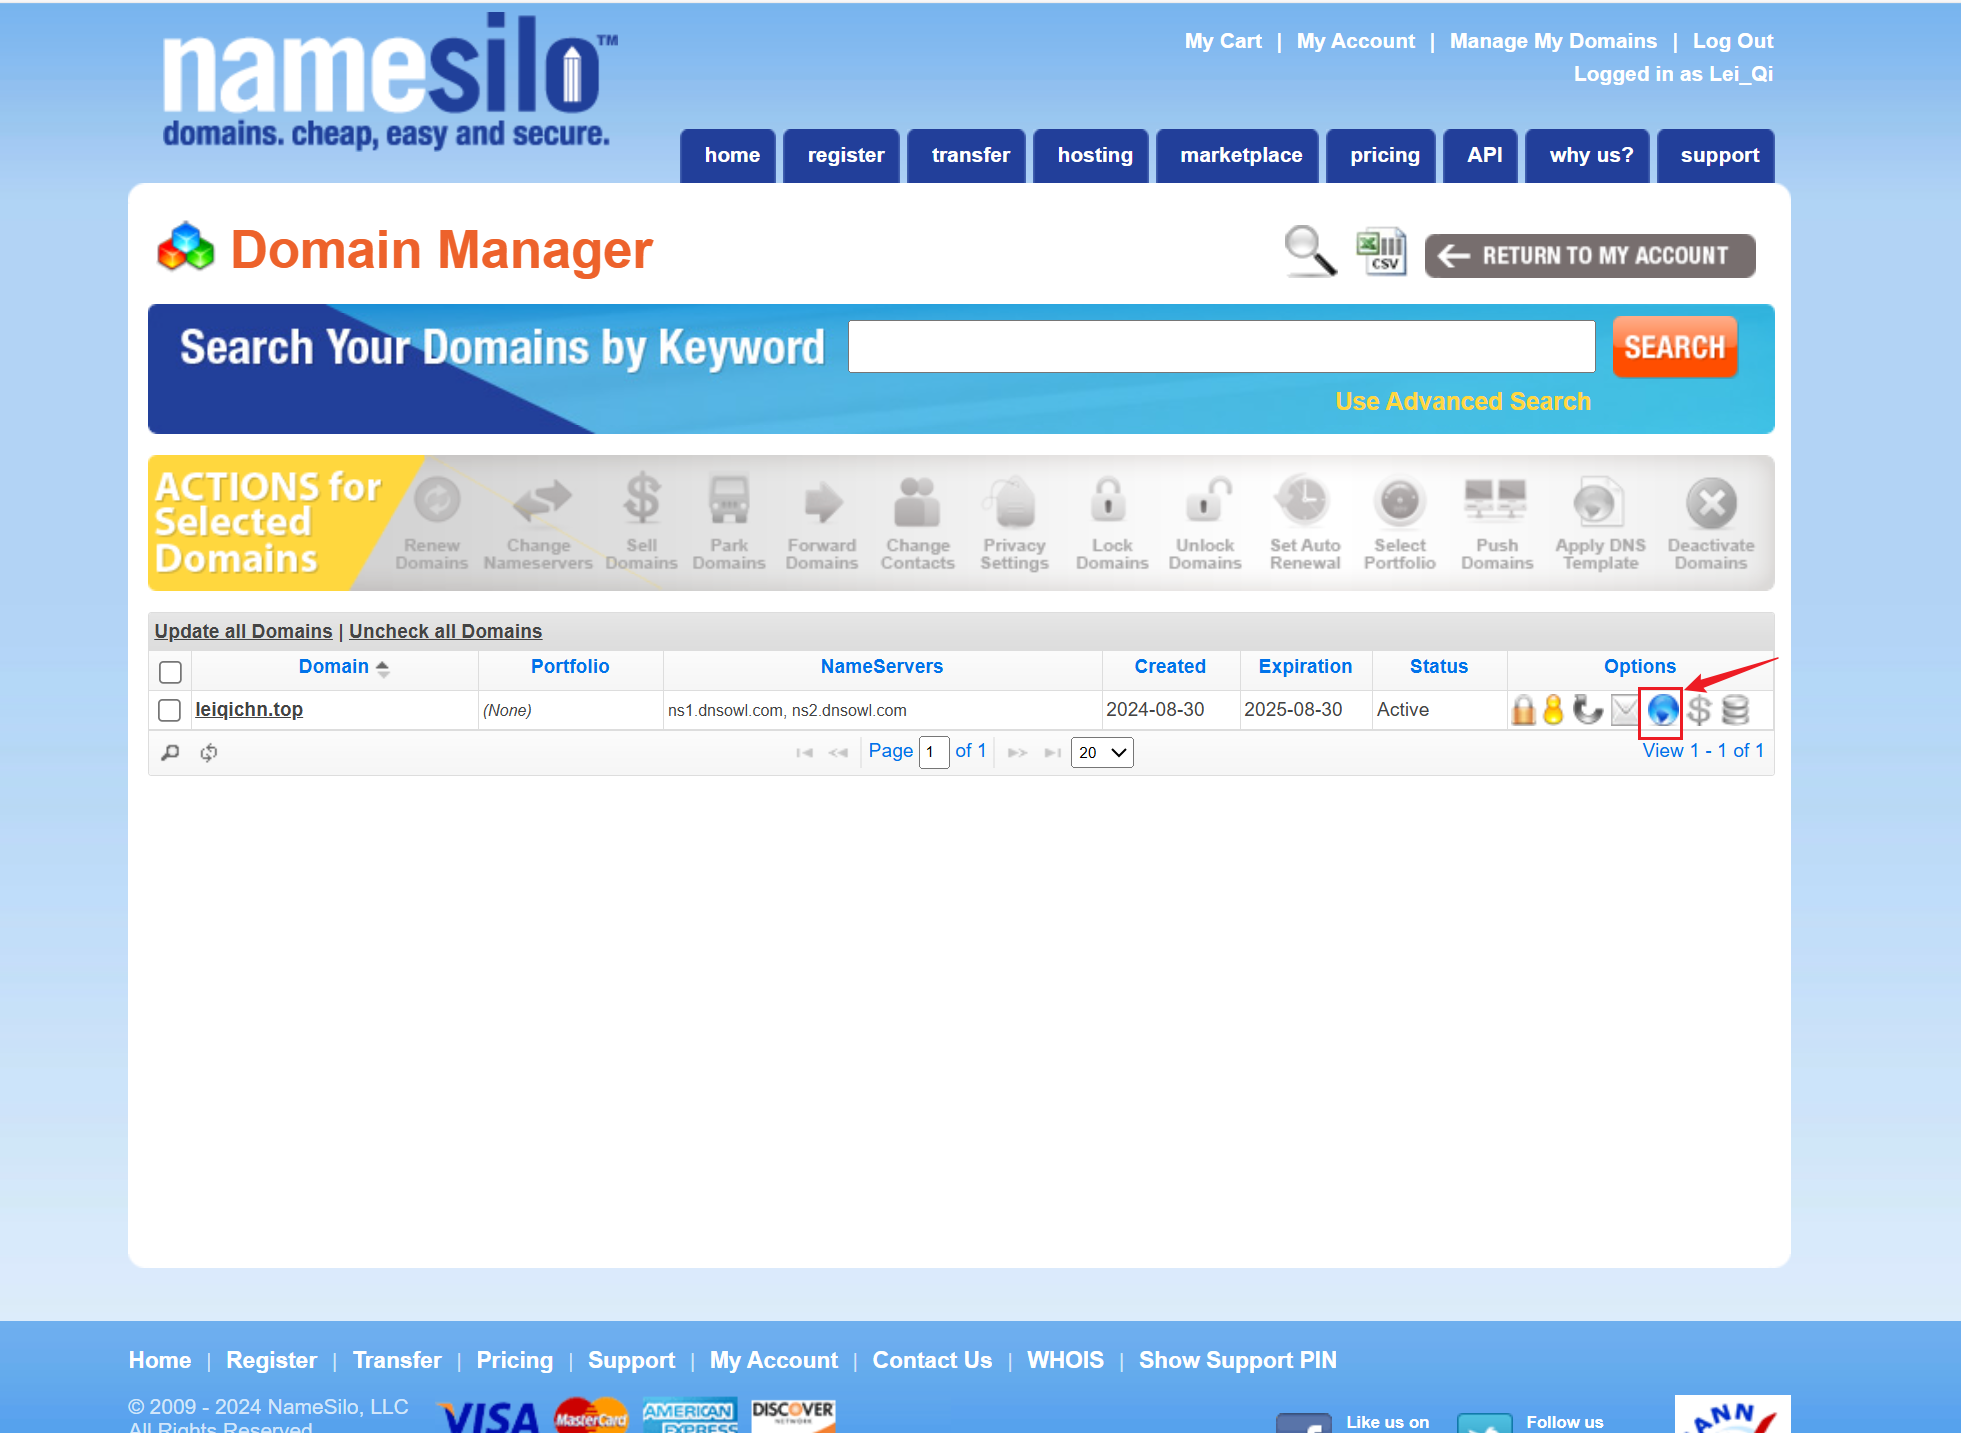 namesilo™
domains. cheap, easy and secure.
My Cart | My Account | Manage My Domains | Log Out
Logged in as Lei_Qi
home register transfer hosting marketplace pricing API why us? support
Domain Manager
CSV
RETURN TO MY ACCOUNT
Search Your Domains by Keyword
SEARCH
Use Advanced Search
ACTIONS for
Selected
Domains
Renew Domains
Change Nameservers
Sell Domains
Park Domains
Forward Domains
Change Contacts
Privacy Settings
Lock Domains
Unlock Domains
Set Auto Renewal
Select Portfolio
Push Domains
Apply DNS Template
Deactivate Domains
Update all Domains | Uncheck all Domains
Domain Portfolio NameServers Created Expiration Status Options
leiqichn.top (None) ns1.dnsowl.com, ns2.dnsowl.com 2024-08-30 2025-08-30 Active
Page 1 of 1 20 View 1 - 1 of 1
Home | Register | Transfer | Pricing | Support | My Account | Contact Us | WHOIS | Show Support PIN
© 2009 - 2024 NameSilo, LLC
All Rights Reserved
VISA MasterCard AMERICAN EXPRESS DISCOVER NETWORK
Like us on
Follow us